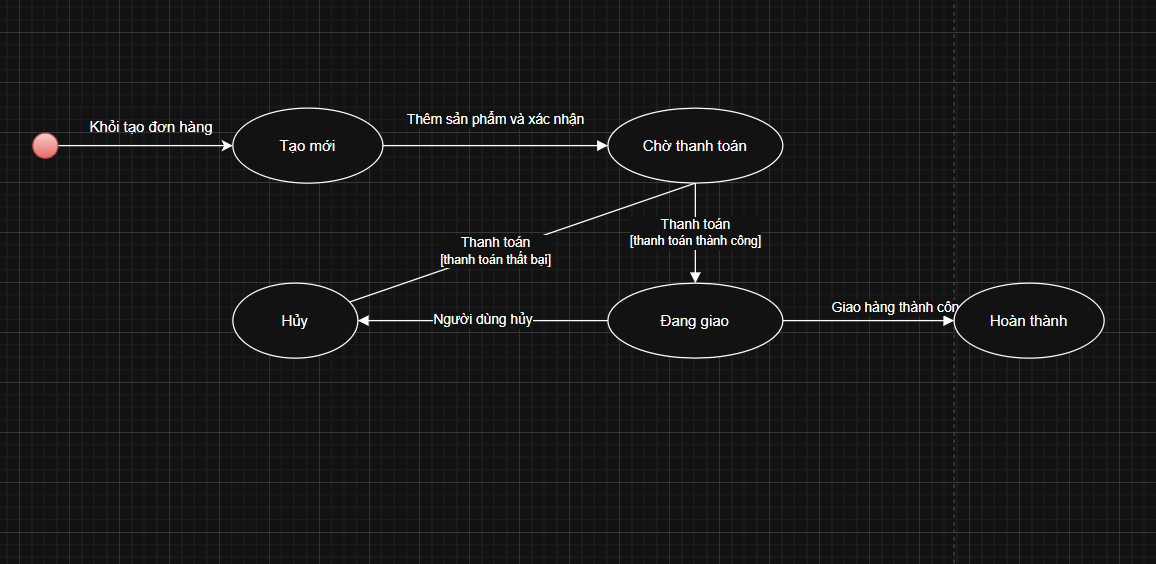 Khỏi tạo đơn hàng
Tạo mới
Thêm sản phẩm và xác nhận
Chờ thanh toán
Thanh toán
[thanh toán thành công]
Thanh toán
[thanh toán thất bại]
Hủy
Người dùng hủy
Đang giao
Giao hàng thành côn
Hoàn thành